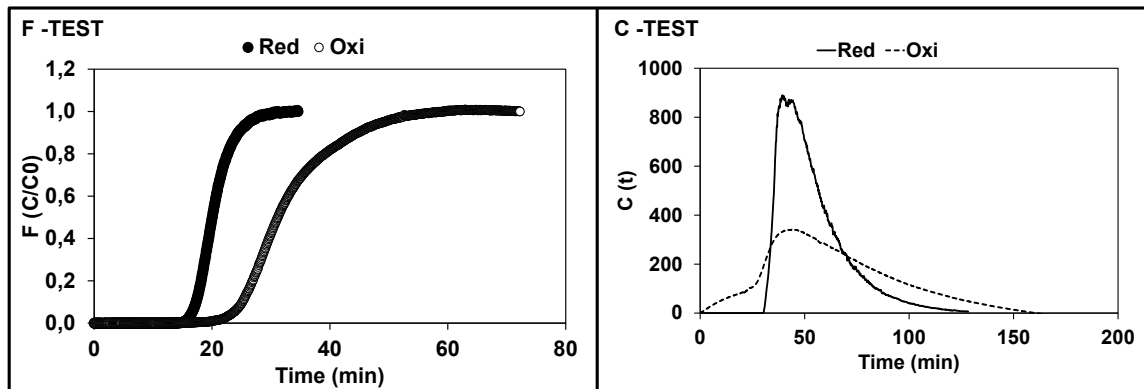 F -TEST
Red Oxi
1,2
1,0
0,8
0,6
0,4
0,2
0,0
0 20 40 60 80
F (C/C0)
Time (min)
C -TEST
Red Oxi
1000
800
600
400
200
0
0 50 100 150 200
C (t)
Time (min)